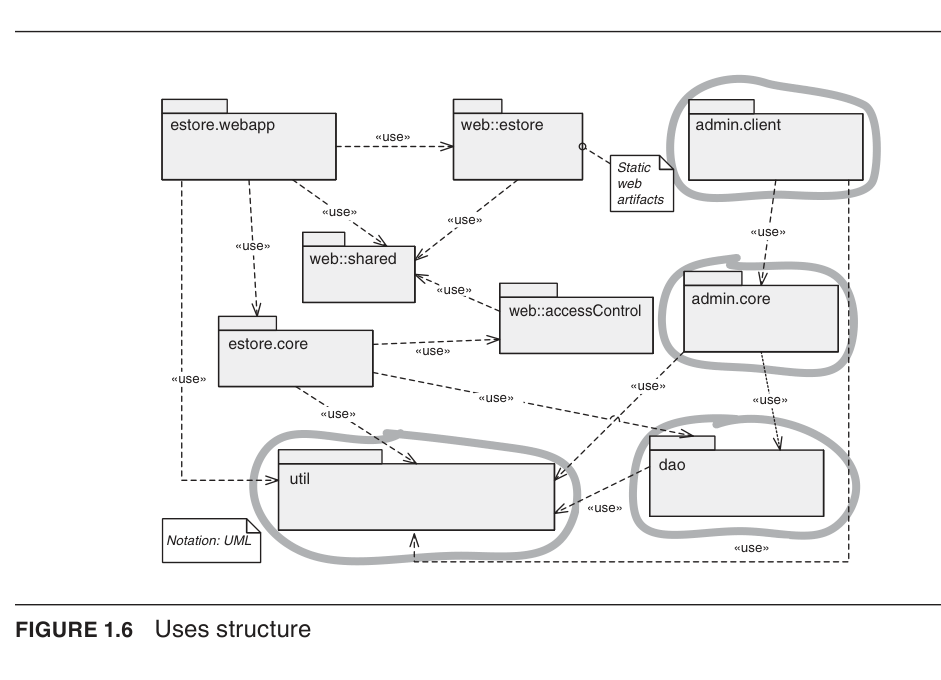 estore.webapp
«use»
web::estore
admin.client
Static
web
artifacts
«use»
«use»
«use»
«use»
web::shared
«use»
web::accessControl
admin.core
estore.core
«use»
«use»
«use»
«use»
«use»
«use»
util
dao
«use»
Notation: UML
«use»
FIGURE 1.6 Uses structure